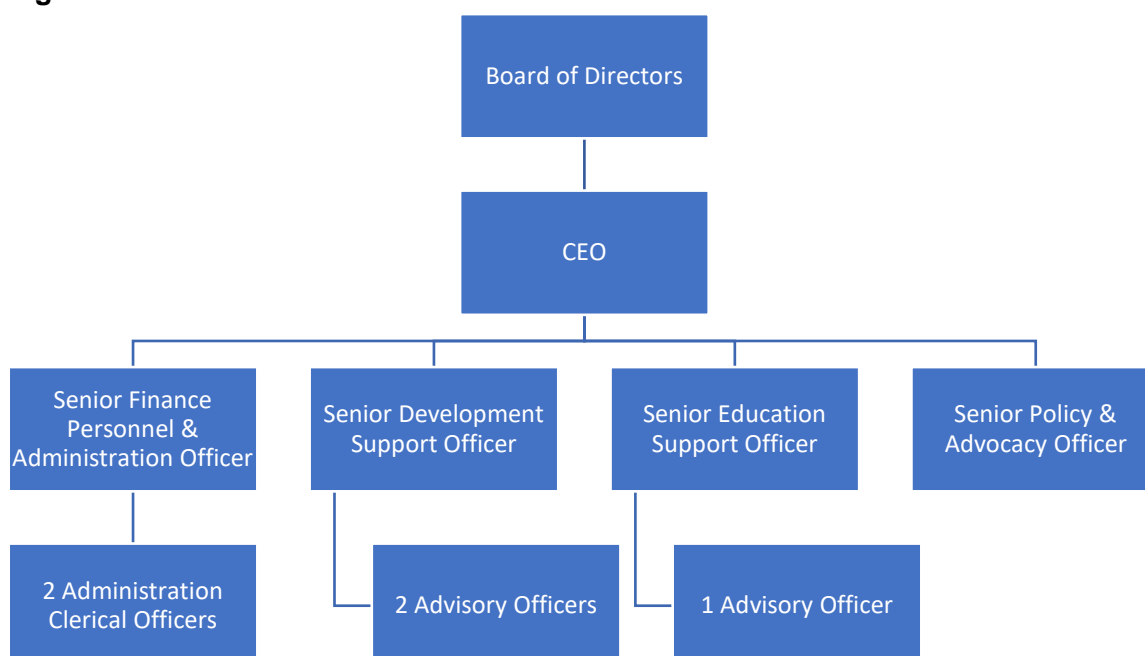 Board of Directors
CEO
Senior Finance
Personnel &
Administration Officer
Senior Development
Support Officer
Senior Education
Support Officer
Senior Policy &
Advocacy Officer
2 Administration
Clerical Officers
2 Advisory Officers
1 Advisory Officer